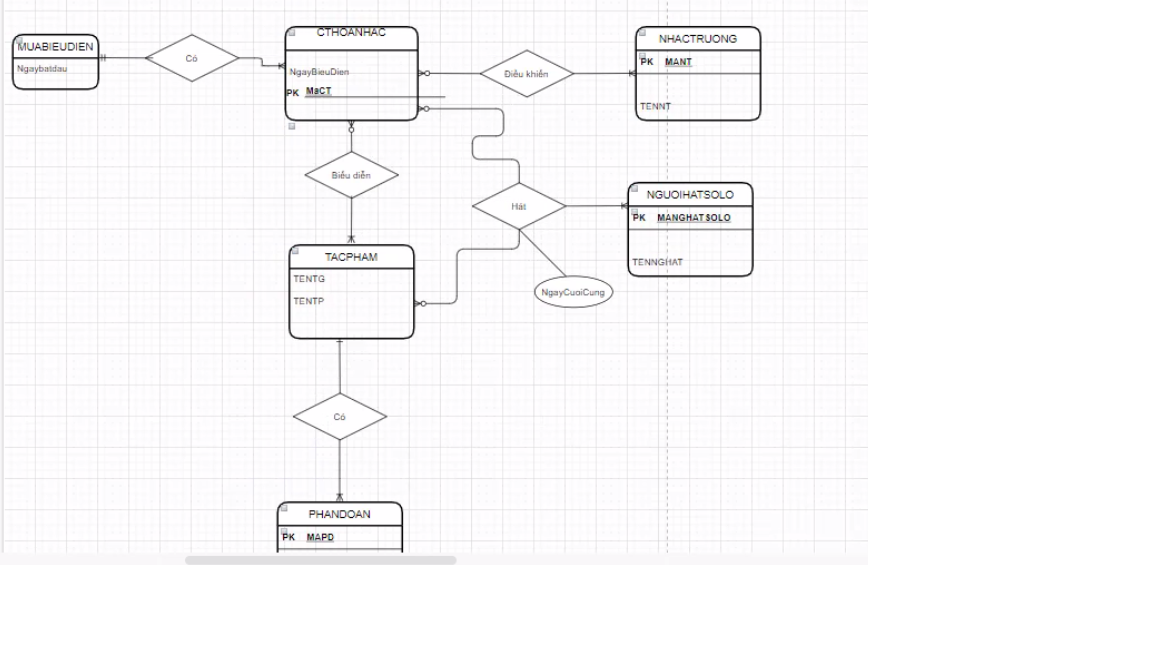 MUABIEUDIEN
Ngaybatdau
Có
CTHOANHAC
NgayBieuDien
PK MaCT
Điều khiển
NHACTRUONG
PK MANT
TENNT
Biểu diễn
Hát
NGUOIHATSOLO
PK MANGHATSOLO
TENNGHAT
NgayCuoiCung
TACPHAM
TENTG
TENTP
Có
PHANDOAN
PK MAPD